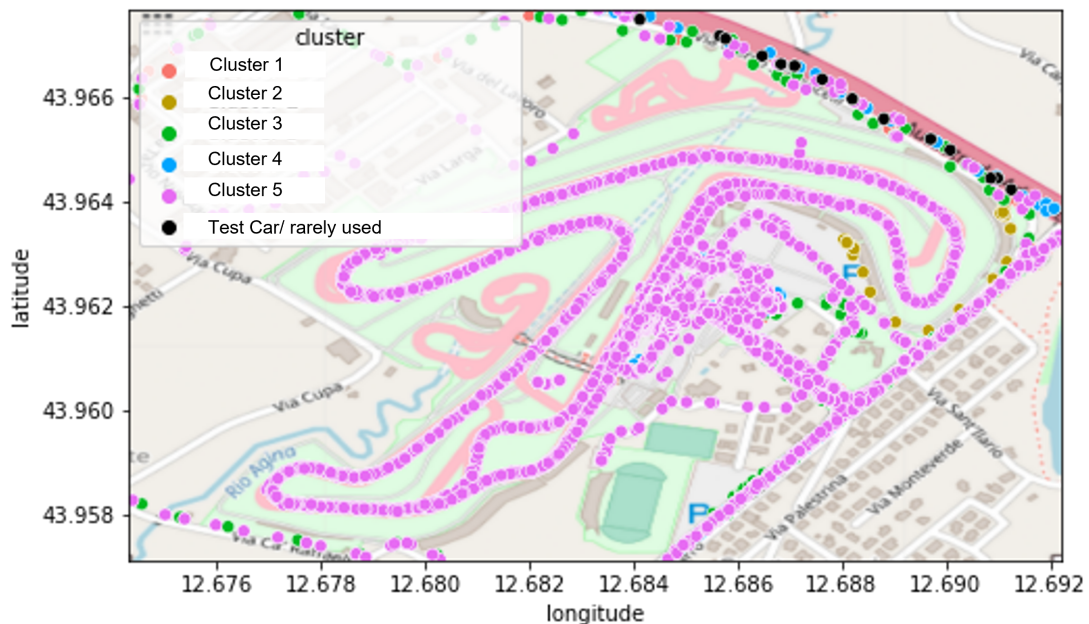 cluster
Cluster 1
Cluster 2
Cluster 3
Cluster 4
Cluster 5
Test Car/ rarely used
Via del Lavoro
Via Larga
Via Cupa
Via Cupa
Rio Agina
P
P
Via Sant'Ilario
Via Monteverde
Via Palestrina
43.966
43.964
43.962
43.960
43.958
latitude
12.676
12.678
12.680
12.682
12.684
12.686
12.688
12.690
12.692
longitude